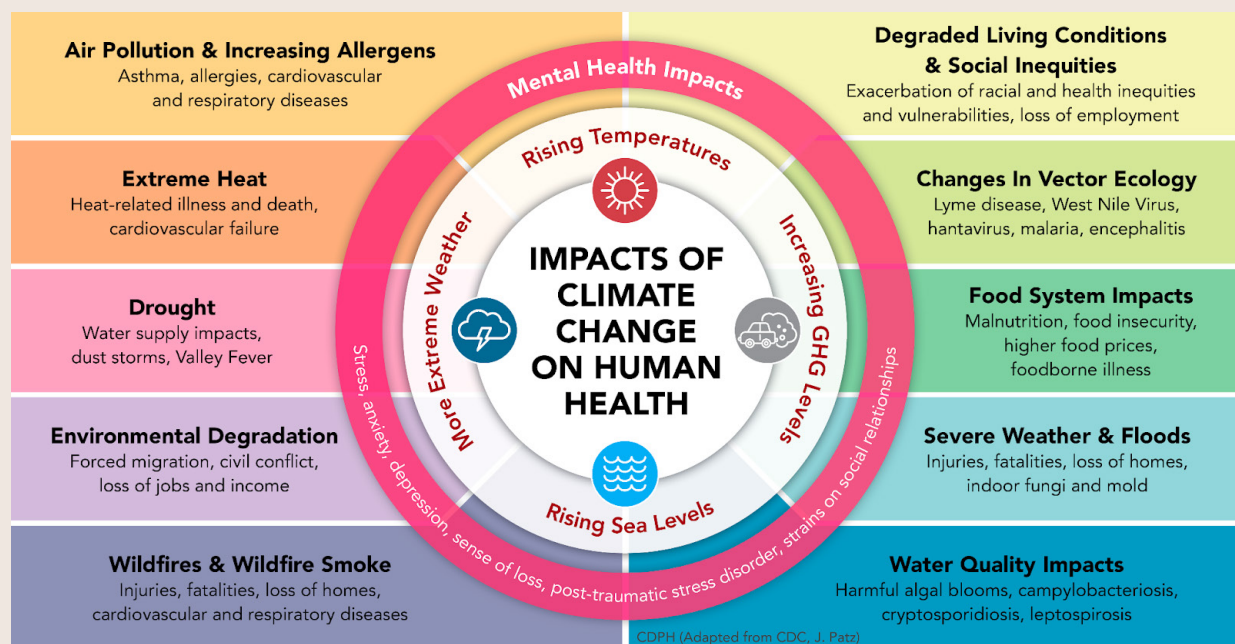 Air Pollution & Increasing Allergens
Asthma, allergies, cardiovascular
and respiratory diseases
Extreme Heat
Heat-related illness and death,
cardiovascular failure
Drought
Water supply impacts,
dust storms, Valley Fever
Environmental Degradation
Forced migration, civil conflict,
loss of jobs and income
Wildfires & Wildfire Smoke
Injuries, fatalities, loss of homes,
cardiovascular and respiratory diseases
Mental Health Impacts
Stress, anxiety, depression, sense of loss, post-traumatic stress disorder, strains on social relationships
Rising Temperatures
More Extreme Weather
Increasing GHG Levels
Rising Sea Levels
IMPACTS OF
CLIMATE
CHANGE
ON HUMAN
HEALTH
Degraded Living Conditions
& Social Inequities
Exacerbation of racial and health inequities
and vulnerabilities, loss of employment
Changes In Vector Ecology
Lyme disease, West Nile Virus,
hantavirus, malaria, encephalitis
Food System Impacts
Malnutrition, food insecurity,
higher food prices,
foodborne illness
Severe Weather & Floods
Injuries, fatalities, loss of homes,
indoor fungi and mold
Water Quality Impacts
Harmful algal blooms, campylobacteriosis,
cryptosporidiosis, leptospirosis
CDPH (Adapted from CDC, J. Patz)